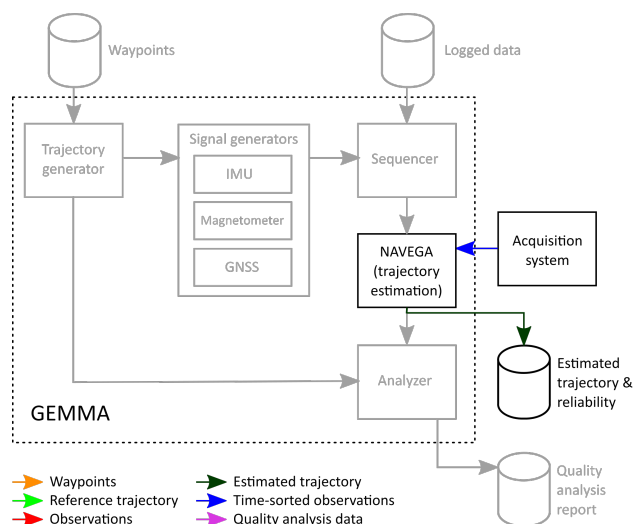 Waypoints
Logged data
Trajectory
generator
Signal generators
IMU
Magnetometer
GNSS
Sequencer
NAVEGA
(trajectory
estimation)
Acquisition
system
Analyzer
Estimated
trajectory &
reliability
GEMMA
Quality
analysis
report
Waypoints
Reference trajectory
Observations
Estimated trajectory
Time-sorted observations
Quality analysis data